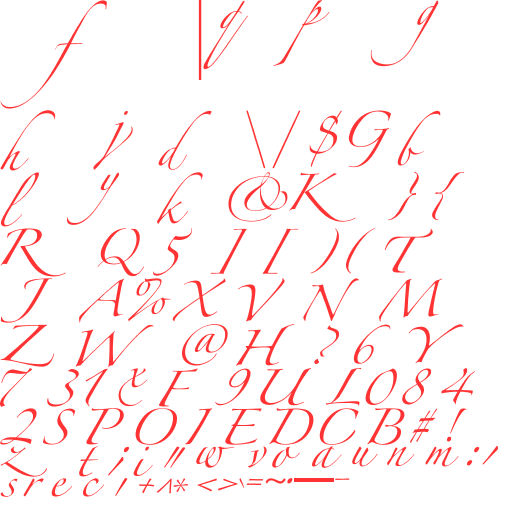 f | q p g
h j d \ / $ G b
l y k & K } {
R Q 5 ] [ ) ( T
J A % X V N M
Z W @ H ? 6 Y
7 3 1 x F 9 U L 0 8 4
2 S P O I E D C B # !
z t ; i " w v o a u n m : ,
s r e c / + ^ * < > \ = ~ • — -